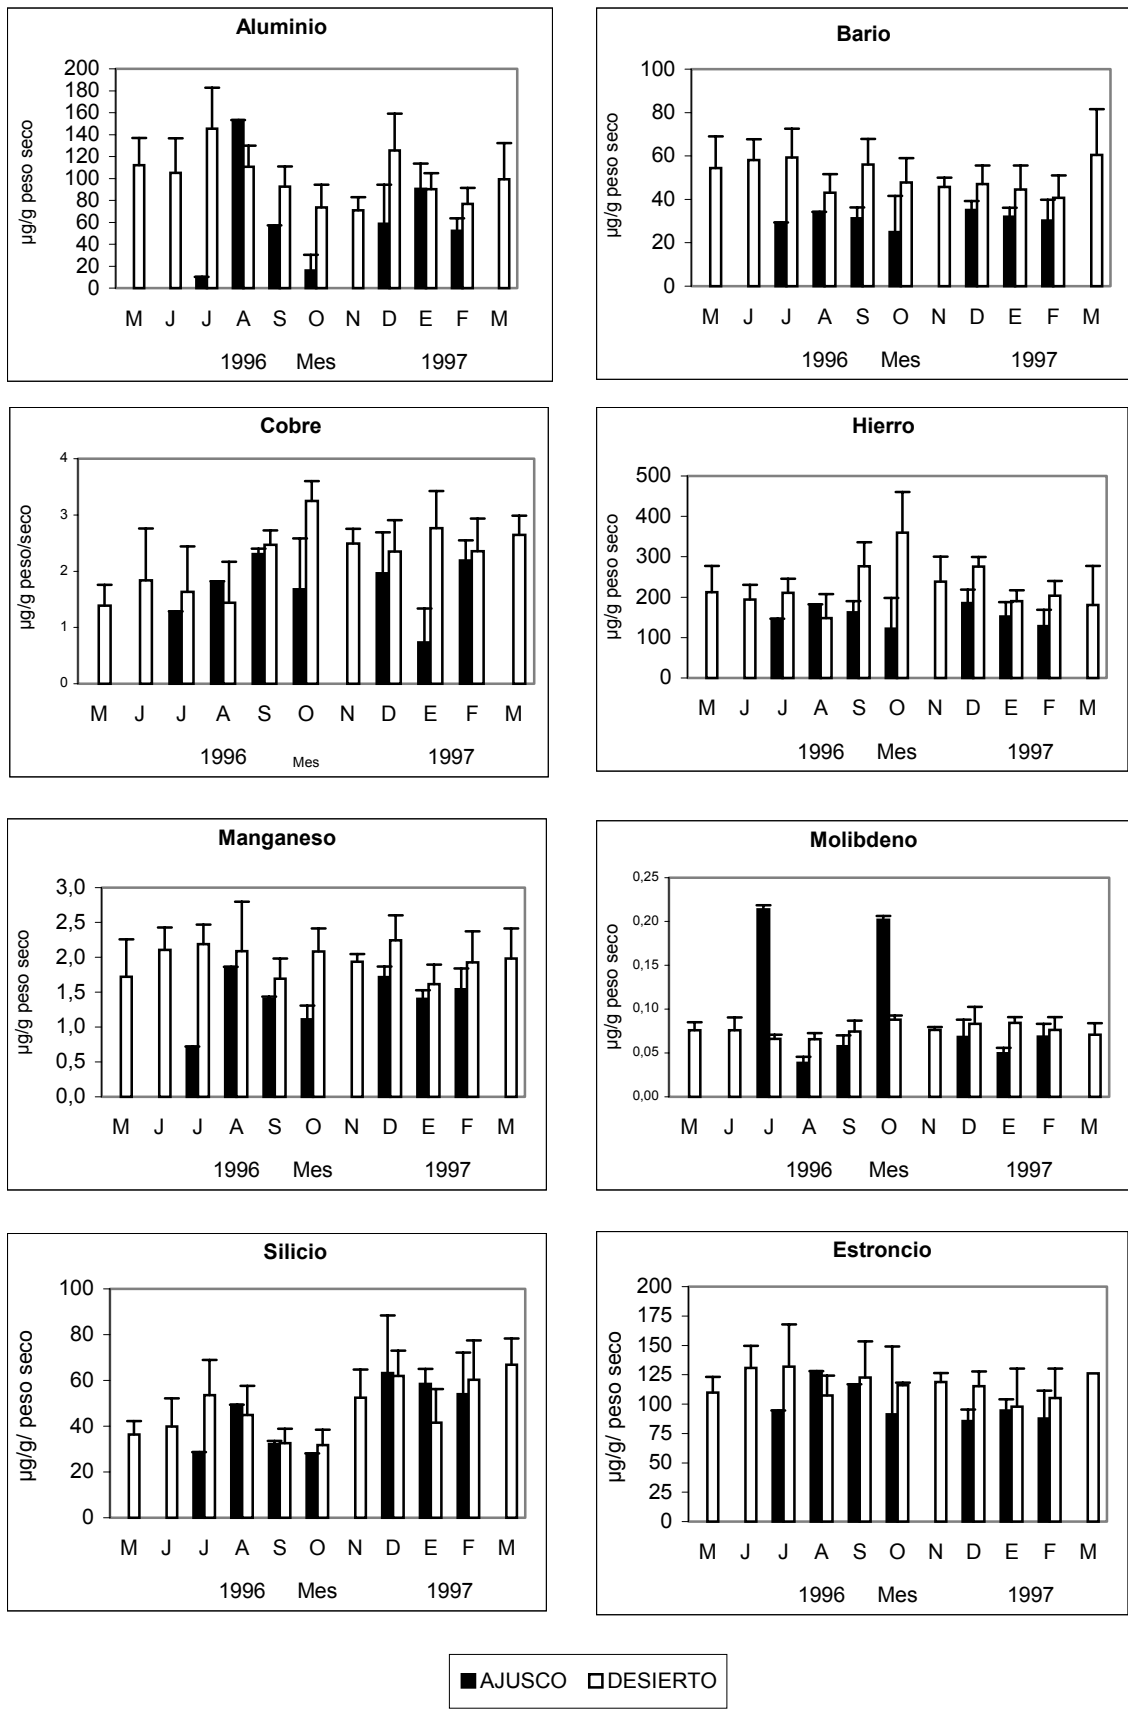 Aluminio
µg/g peso seco
200
180
160
140
120
100
80
60
40
20
0
M J J A S O N D E F M
1996 Mes 1997
Bario
µg/g peso seco
100
80
60
40
20
0
M J J A S O N D E F M
1996 Mes 1997
Cobre
µg/g peso/seco
4
3
2
1
0
M J J A S O N D E F M
1996 Mes 1997
Hierro
µg/g peso seco
500
400
300
200
100
0
M J J A S O N D E F M
1996 Mes 1997
Manganeso
µg/g peso seco
3,0
2,5
2,0
1,5
1,0
0,5
0,0
M J J A S O N D E F M
1996 Mes 1997
Molibdeno
µg/g peso seco
0,25
0,20
0,15
0,10
0,05
0,00
M J J A S O N D E F M
1996 Mes 1997
Silicio
µg/g/ peso seco
100
80
60
40
20
0
M J J A S O N D E F M
1996 Mes 1997
Estroncio
µg/g/ peso seco
200
175
150
125
100
75
50
25
0
M J J A S O N D E F M
1996 Mes 1997
AJUSCO DESIERTO